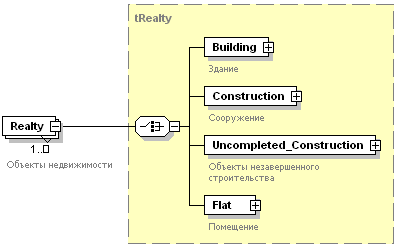 tRealty
Building
Здание
Construction
Сооружение
Realty
1..□
Объекты недвижимости
Uncompleted_Construction
Объекты незавершенного
строительства
Flat
Помещение